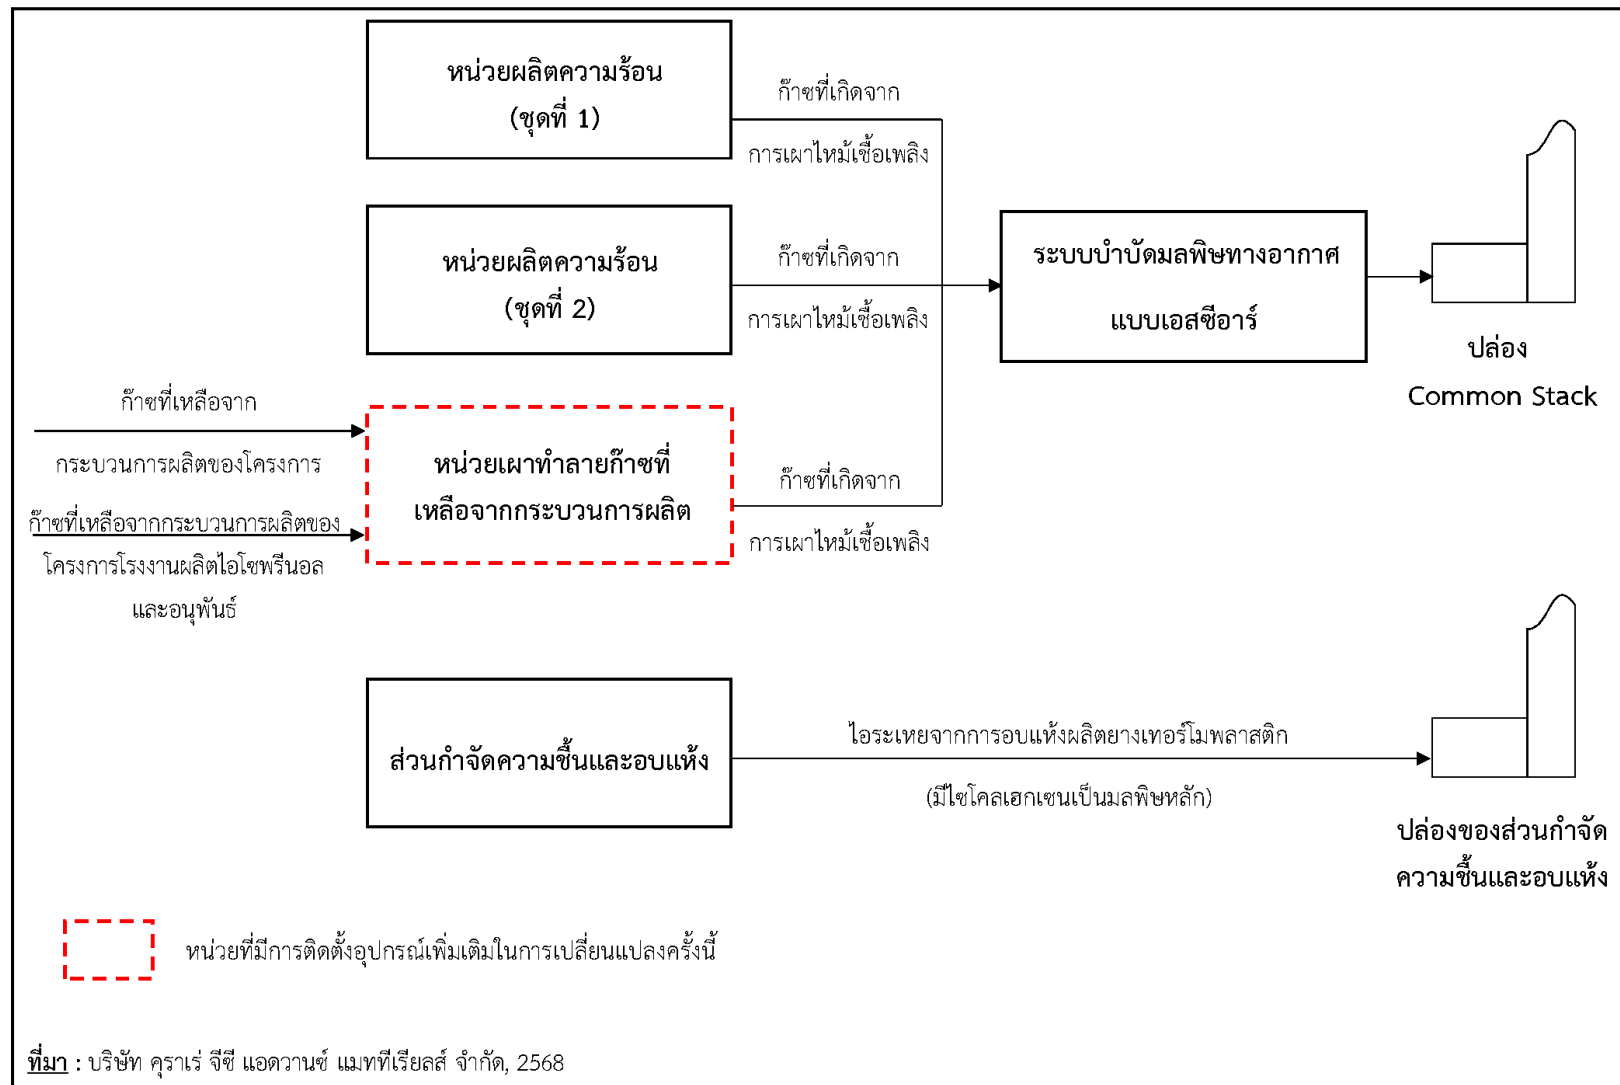 หน่วยผลิตความร้อน
(ชุดที่ 1)
ก๊าซที่เกิดจาก
การเผาไหม้เชื้อเพลิง
หน่วยผลิตความร้อน
(ชุดที่ 2)
ก๊าซที่เกิดจาก
การเผาไหม้เชื้อเพลิง
ระบบบำบัดมลพิษทางอากาศ
แบบเอสซีอาร์
ปล่อง
Common Stack
ก๊าซที่เหลือจาก
กระบวนการผลิตของโครงการ
ก๊าซที่เหลือจากกระบวนการผลิตของ
โครงการโรงงานผลิตไอโซพรีนอล
และอนุพันธ์
หน่วยเผาทำลายก๊าซที่
เหลือจากกระบวนการผลิต
ก๊าซที่เกิดจาก
การเผาไหม้เชื้อเพลิง
ส่วนกำจัดความชื้นและอบแห้ง
ไอระเหยจากการอบแห้งผลิตยางเทอร์โมพลาสติก
(มีไซโคลเฮกเซนเป็นมลพิษหลัก)
ปล่องของส่วนกำจัด
ความชื้นและอบแห้ง
หน่วยที่มีการติดตั้งอุปกรณ์เพิ่มเติมในการเปลี่ยนแปลงครั้งนี้
ที่มา : บริษัท คุราเร่ จีซี แอดวานซ์ แมททีเรียลส์ จำกัด, 2568